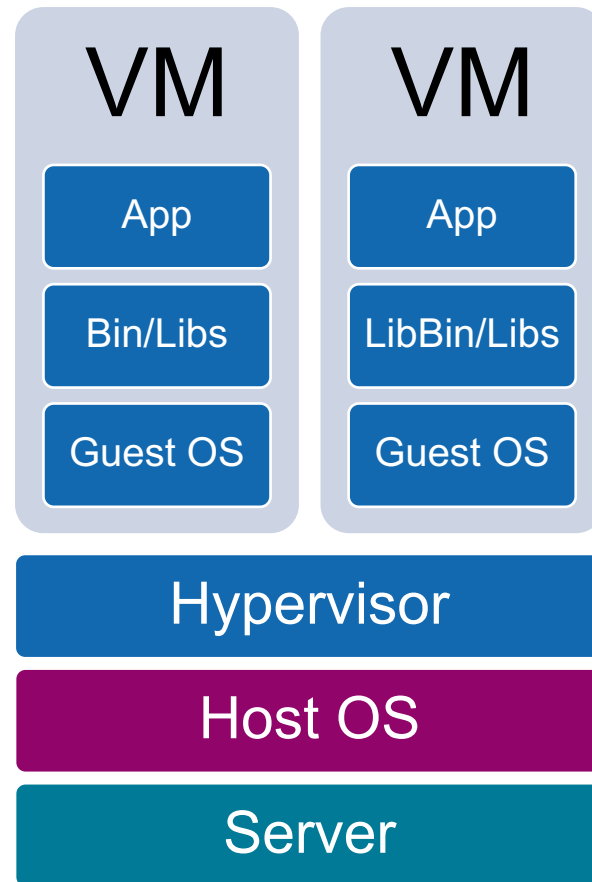 VM
App
Bin/Libs
Guest OS
VM
App
LibBin/Libs
Guest OS
Hypervisor
Host OS
Server